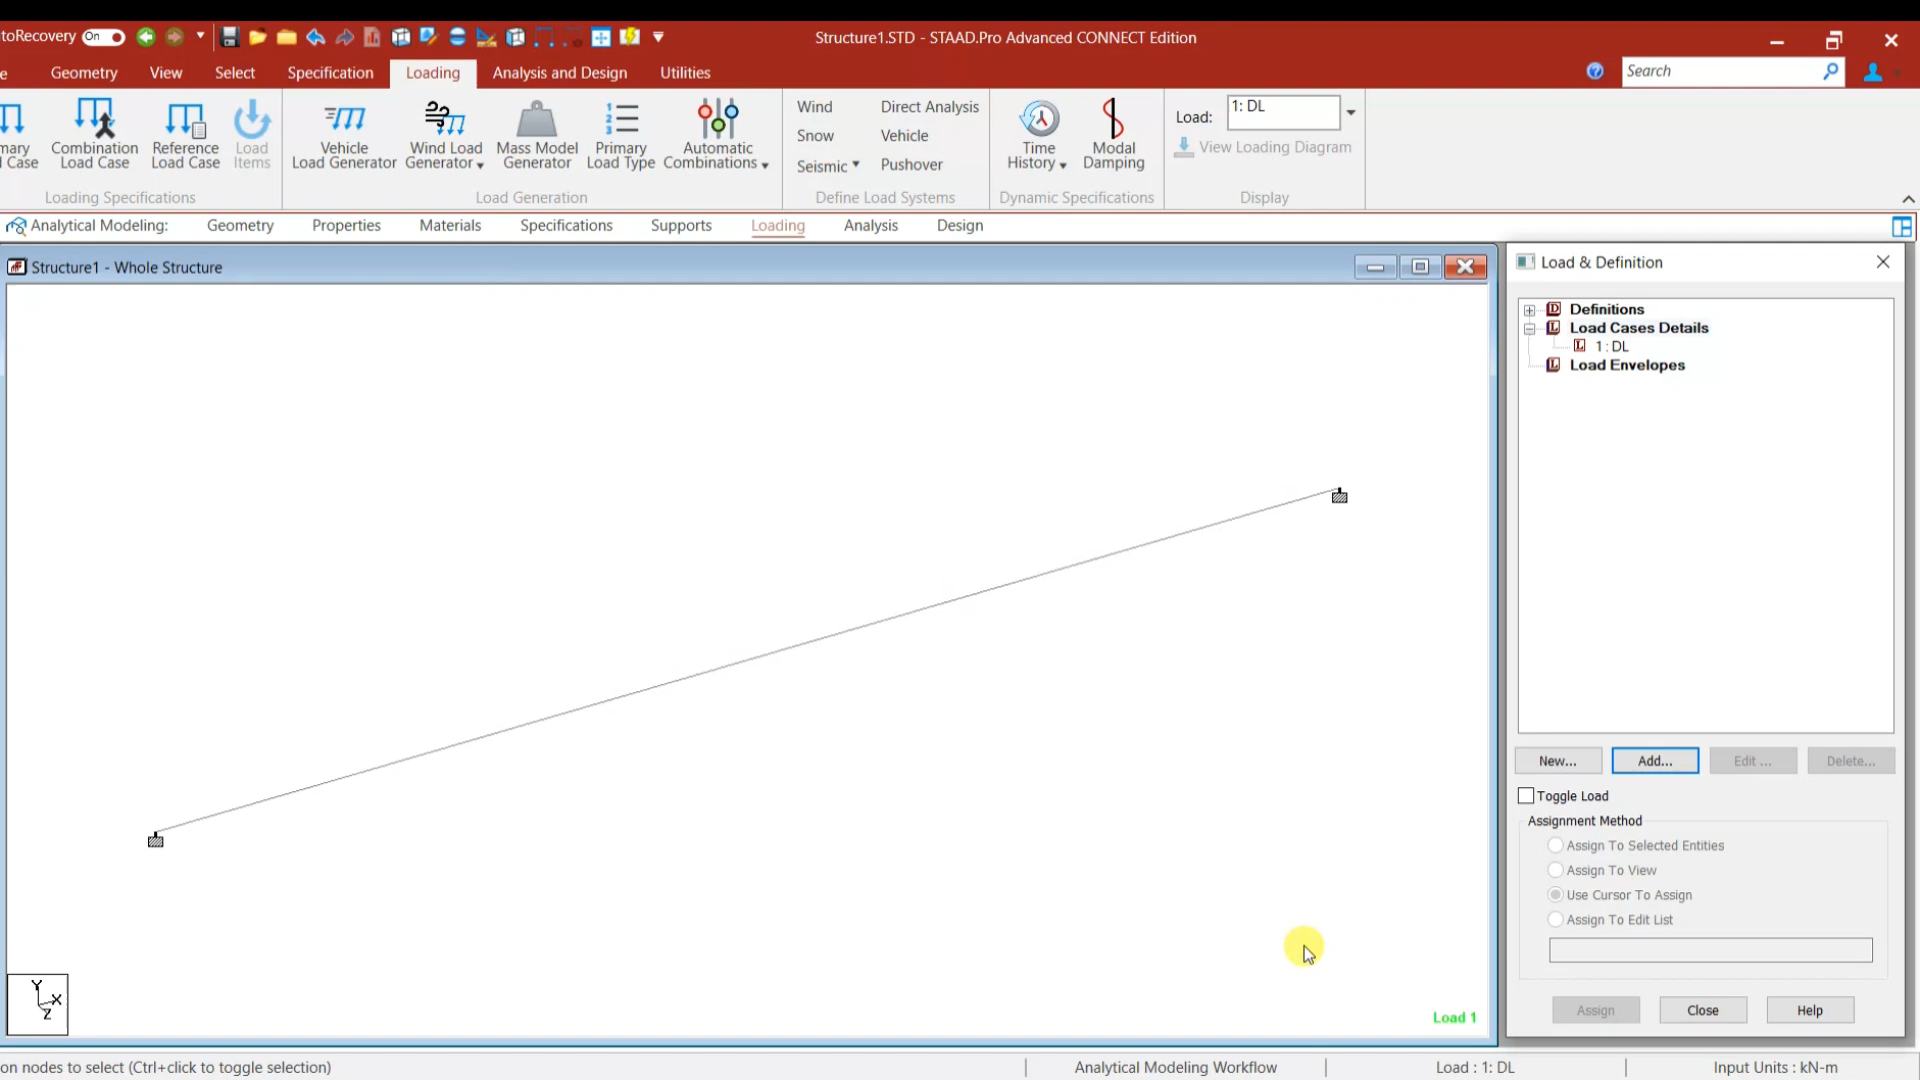 toRecovery On
Structure1.STD - STAAD.Pro Advanced CONNECT Edition
e Geometry View Select Specification Loading Analysis and Design Utilities
Search
mary Case
Combination Load Case
Reference Load Case
Load Items
Loading Specifications
Vehicle Load Generator
Wind Load Generator
Mass Model Generator
Primary Load Type
Automatic Combinations
Load Generation
Wind
Snow
Seismic
Direct Analysis
Vehicle
Pushover
Define Load Systems
Time History
Modal Damping
Dynamic Specifications
Load: 1: DL
View Loading Diagram
Display
Analytical Modeling: Geometry Properties Materials Specifications Supports Loading Analysis Design
Structure1 - Whole Structure
Y
X
Z
Load 1
Load & Definition
D Definitions
L Load Cases Details
L 1 : DL
L Load Envelopes
New... Add... Edit ... Delete...
Toggle Load
Assignment Method
Assign To Selected Entities
Assign To View
Use Cursor To Assign
Assign To Edit List
Assign Close Help
on nodes to select (Ctrl+click to toggle selection)
Analytical Modeling Workflow
Load : 1: DL
Input Units : kN-m